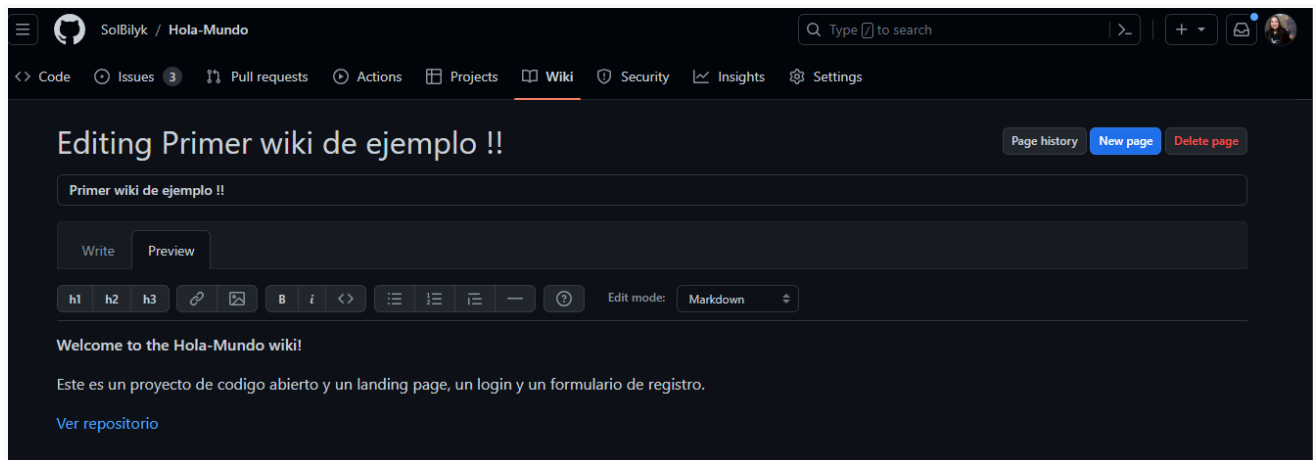 SolBilyk / Hola-Mundo
Type / to search
Code Issues 3 Pull requests Actions Projects Wiki Security Insights Settings
Editing Primer wiki de ejemplo !!
Page history New page Delete page
Primer wiki de ejemplo !!
Write Preview
h1 h2 h3 B i Edit mode: Markdown
Welcome to the Hola-Mundo wiki!
Este es un proyecto de codigo abierto y un landing page, un login y un formulario de registro.
Ver repositorio